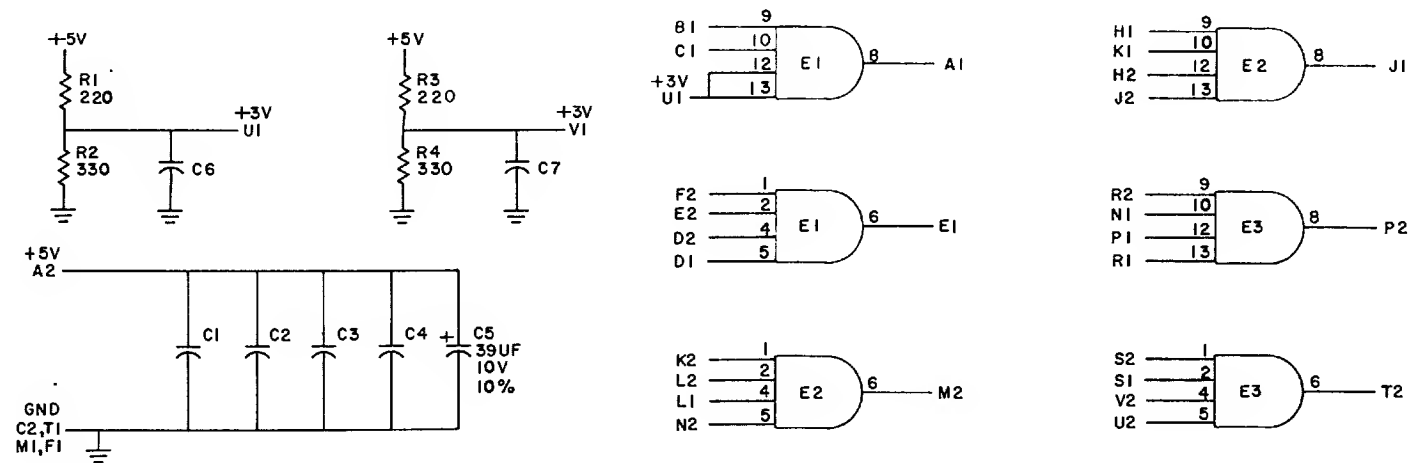 +5V
R1
220
+3V
U1
R2
330
C6
+5V
R3
220
+3V
V1
R4
330
C7
+5V
A2
C1
C2
C3
C4
+
C5
39UF
10V
10%
GND
C2,T1
M1,F1
B1
9
C1
10
+3V
12
U1
13
E1
8
A1
F2
1
E2
2
D2
4
D1
5
E1
6
E1
K2
1
L2
2
L1
4
N2
5
E2
6
M2
H1
9
K1
10
H2
12
J2
13
E2
8
J1
R2
9
N1
10
P1
12
R1
13
E3
8
P2
S2
1
S1
2
V2
4
U2
5
E3
6
T2